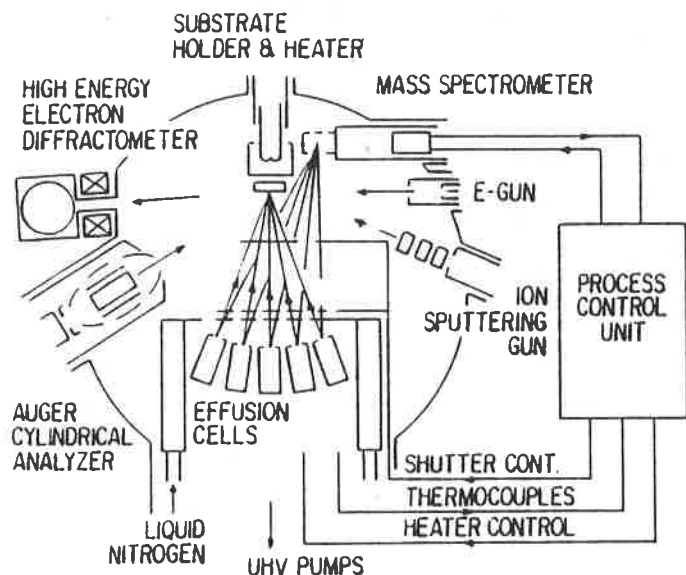 SUBSTRATE
HOLDER & HEATER
HIGH ENERGY
ELECTRON
DIFFRACTOMETER
MASS SPECTROMETER
E-GUN
ION
SPUTTERING
GUN
PROCESS
CONTROL
UNIT
AUGER
CYLINDRICAL
ANALYZER
EFFUSION
CELLS
SHUTTER CONT.
THERMOCOUPLES
HEATER CONTROL
LIQUID
NITROGEN
UHV PUMPS